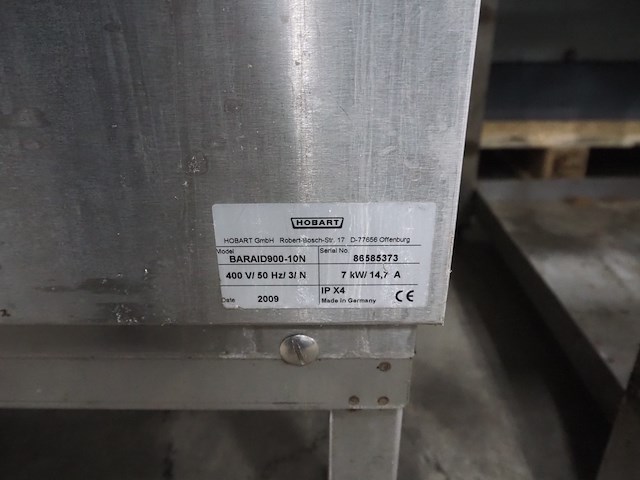 HOBART
HOBART GmbH Robert-Bosch-Str. 17 D-77656 Offenburg
Model Serial No
BARAID900-10N 86585373
400 V/ 50 Hz/ 3/ N 7 kW/ 14,7 A
IP X4
Date 2009 Made in Germany CE